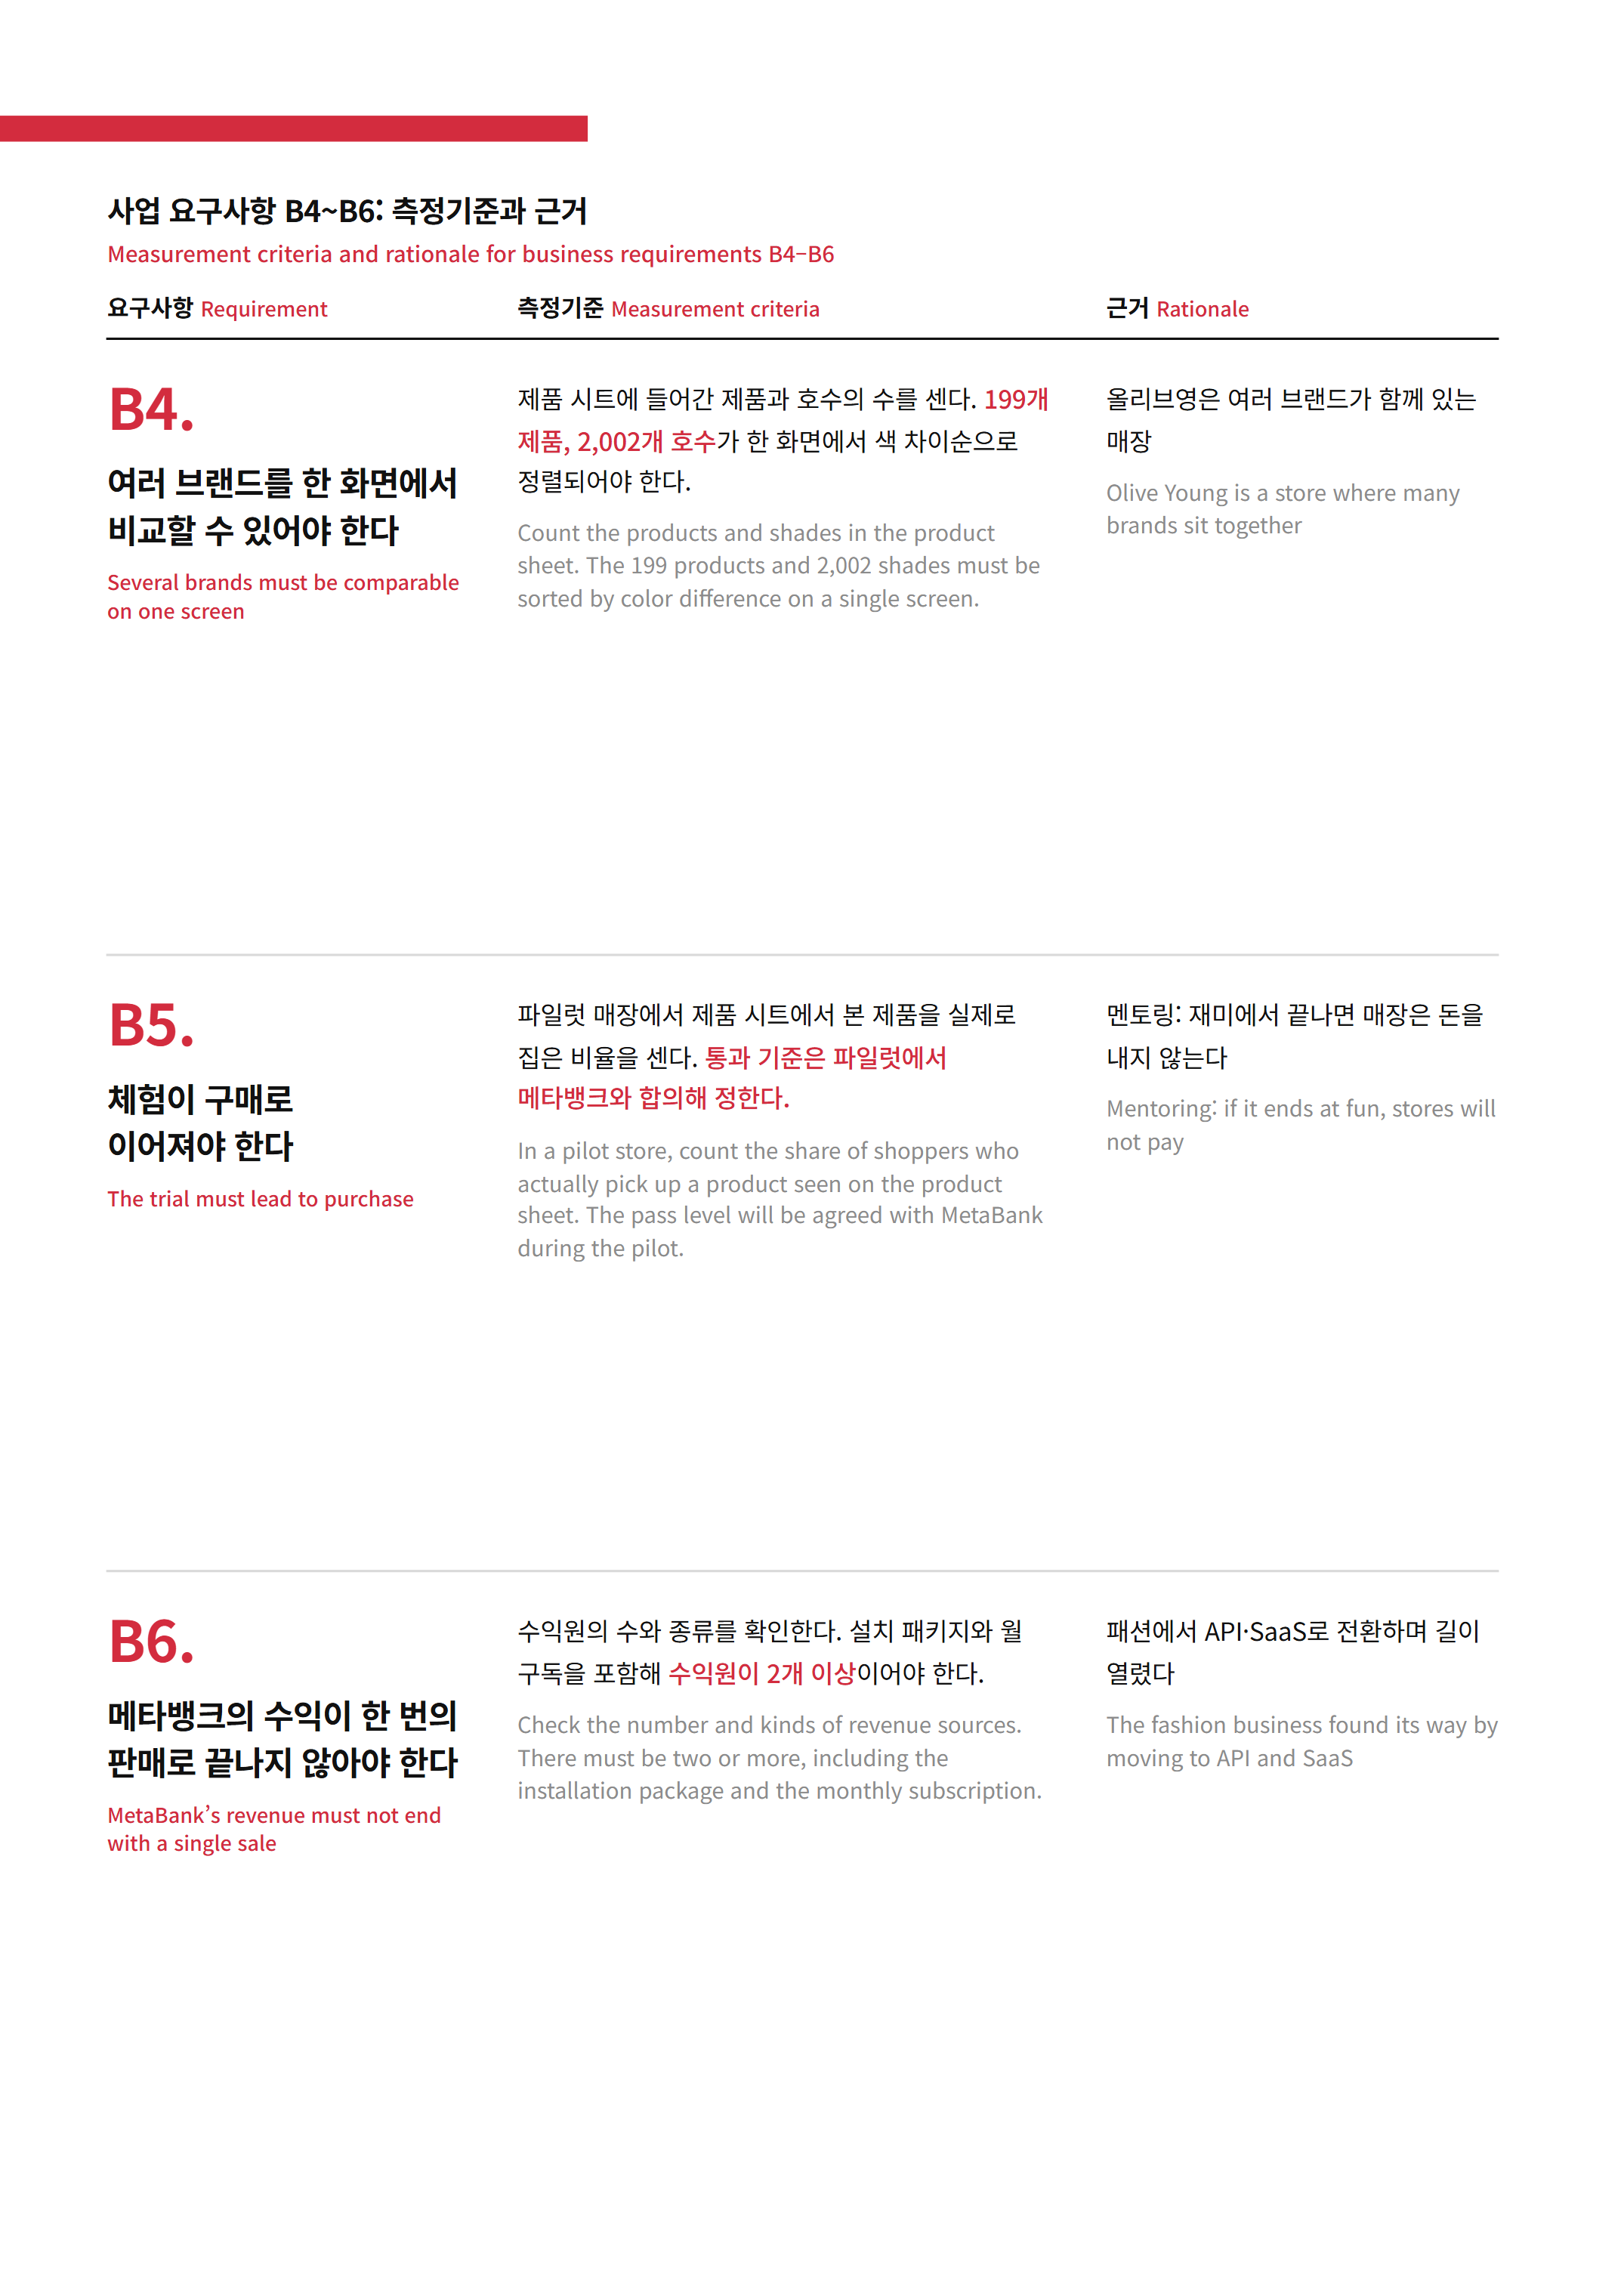 사업 요구사항 B4~B6: 측정기준과 근거
Measurement criteria and rationale for business requirements B4–B6
요구사항 Requirement
측정기준 Measurement criteria
근거 Rationale
B4.
여러 브랜드를 한 화면에서
비교할 수 있어야 한다
Several brands must be comparable
on one screen
제품 시트에 들어간 제품과 호수의 수를 센다. 199개
제품, 2,002개 호수가 한 화면에서 색 차이순으로
정렬되어야 한다.
Count the products and shades in the product
sheet. The 199 products and 2,002 shades must be
sorted by color difference on a single screen.
올리브영은 여러 브랜드가 함께 있는
매장
Olive Young is a store where many
brands sit together
B5.
체험이 구매로
이어져야 한다
The trial must lead to purchase
파일럿 매장에서 제품 시트에서 본 제품을 실제로
집은 비율을 센다. 통과 기준은 파일럿에서
메타뱅크와 합의해 정한다.
In a pilot store, count the share of shoppers who
actually pick up a product seen on the product
sheet. The pass level will be agreed with MetaBank
during the pilot.
멘토링: 재미에서 끝나면 매장은 돈을
내지 않는다
Mentoring: if it ends at fun, stores will
not pay
B6.
메타뱅크의 수익이 한 번의
판매로 끝나지 않아야 한다
MetaBank’s revenue must not end
with a single sale
수익원의 수와 종류를 확인한다. 설치 패키지와 월
구독을 포함해 수익원이 2개 이상이어야 한다.
Check the number and kinds of revenue sources.
There must be two or more, including the
installation package and the monthly subscription.
패션에서 API·SaaS로 전환하며 길이
열렸다
The fashion business found its way by
moving to API and SaaS